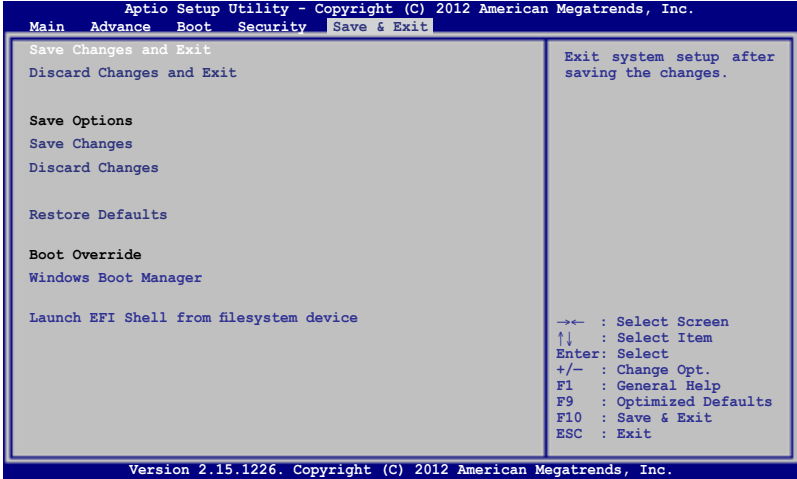 Aptio Setup Utility - Copyright (C) 2012 American Megatrends, Inc.
Main Advance Boot Security Save & Exit
Save Changes and Exit
Discard Changes and Exit
Save Options
Save Changes
Discard Changes
Restore Defaults
Boot Override
Windows Boot Manager
Launch EFI Shell from filesystem device
Exit system setup after
saving the changes.
→← : Select Screen
↑↓ : Select Item
Enter: Select
+/— : Change Opt.
F1 : General Help
F9 : Optimized Defaults
F10 : Save & Exit
ESC : Exit
Version 2.15.1226. Copyright (C) 2012 American Megatrends, Inc.